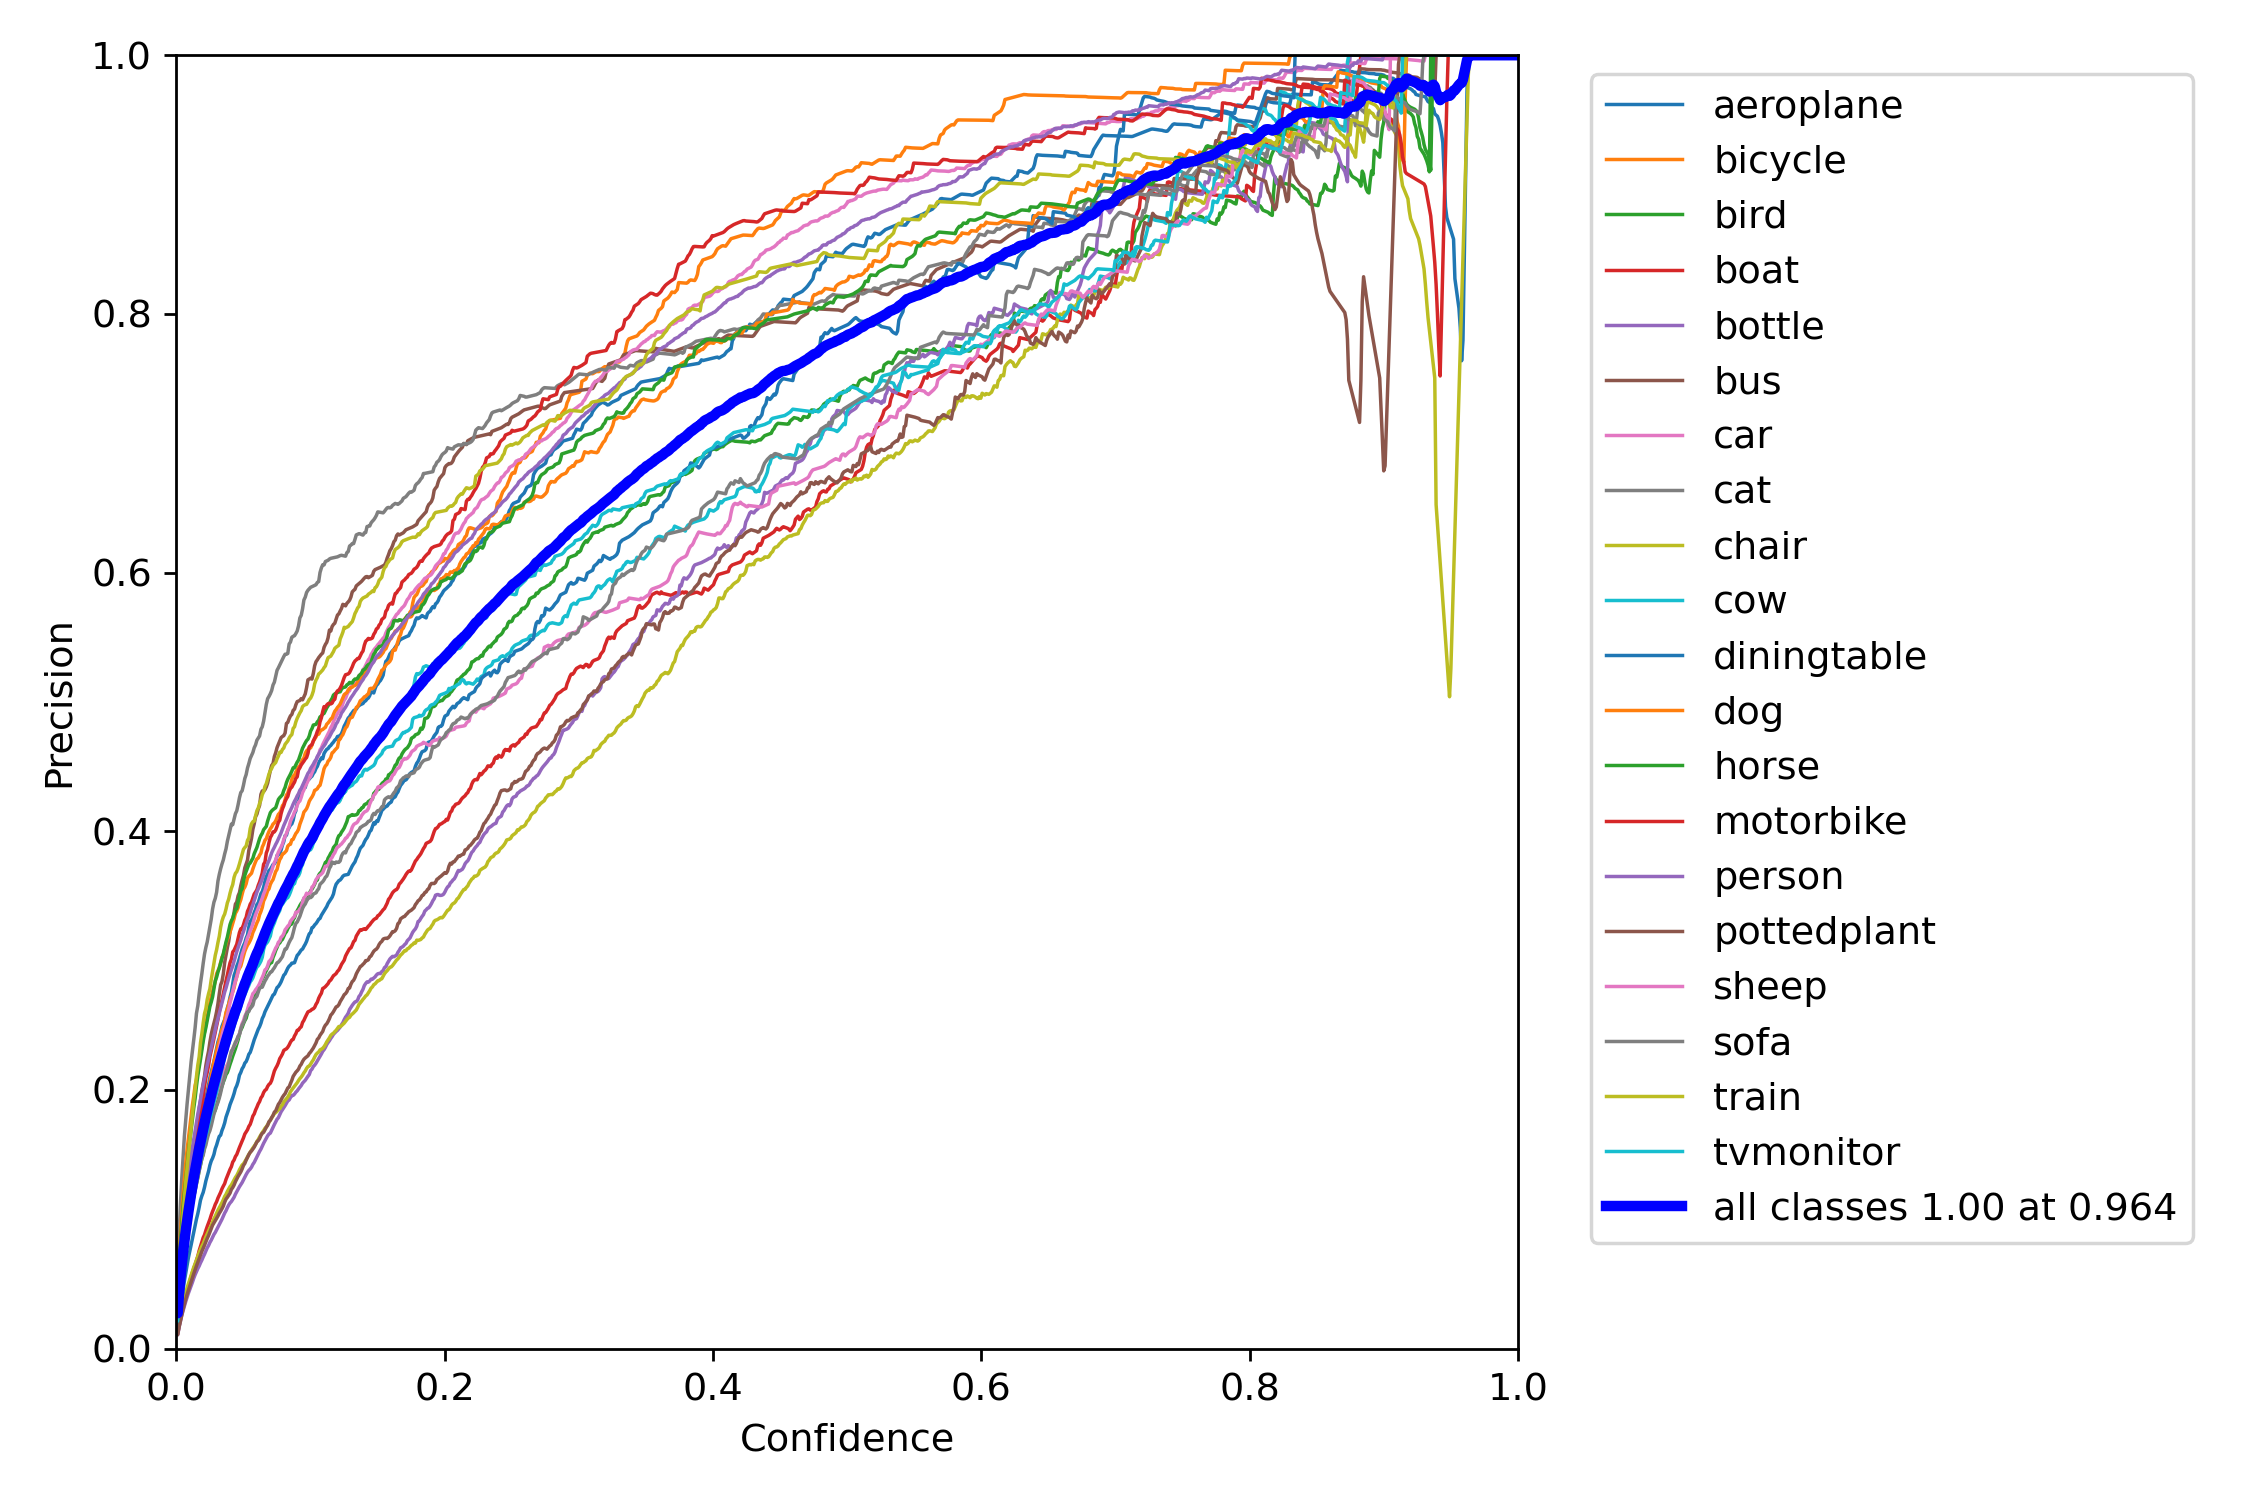 1.0
0.8
0.6
0.4
0.2
0.0
0.0 0.2 0.4 0.6 0.8 1.0
Precision
Confidence
aeroplane
bicycle
bird
boat
bottle
bus
car
cat
chair
cow
diningtable
dog
horse
motorbike
person
pottedplant
sheep
sofa
train
tvmonitor
all classes 1.00 at 0.964